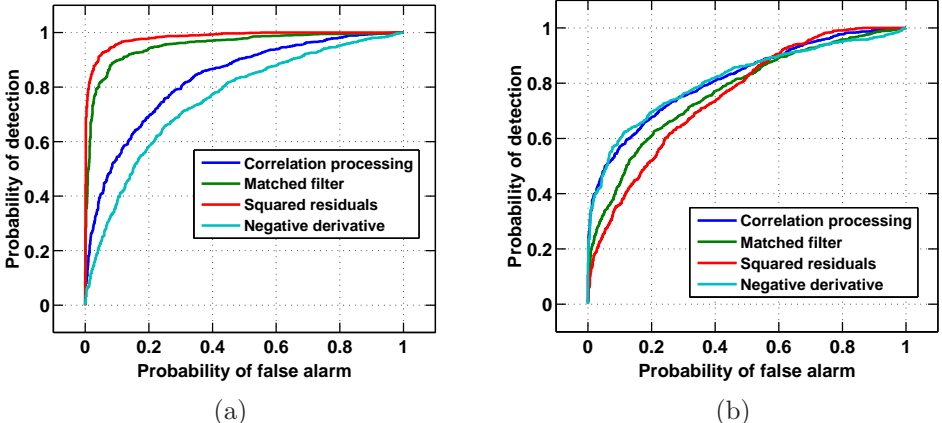 1
0.8
0.6
0.4
0.2
0
Probability of detection
Correlation processing
Matched filter
Squared residuals
Negative derivative
0 0.2 0.4 0.6 0.8 1
Probability of false alarm
(a)
1
0.8
0.6
0.4
0.2
0
Probability of detection
Correlation processing
Matched filter
Squared residuals
Negative derivative
0 0.2 0.4 0.6 0.8 1
Probability of false alarm
(b)